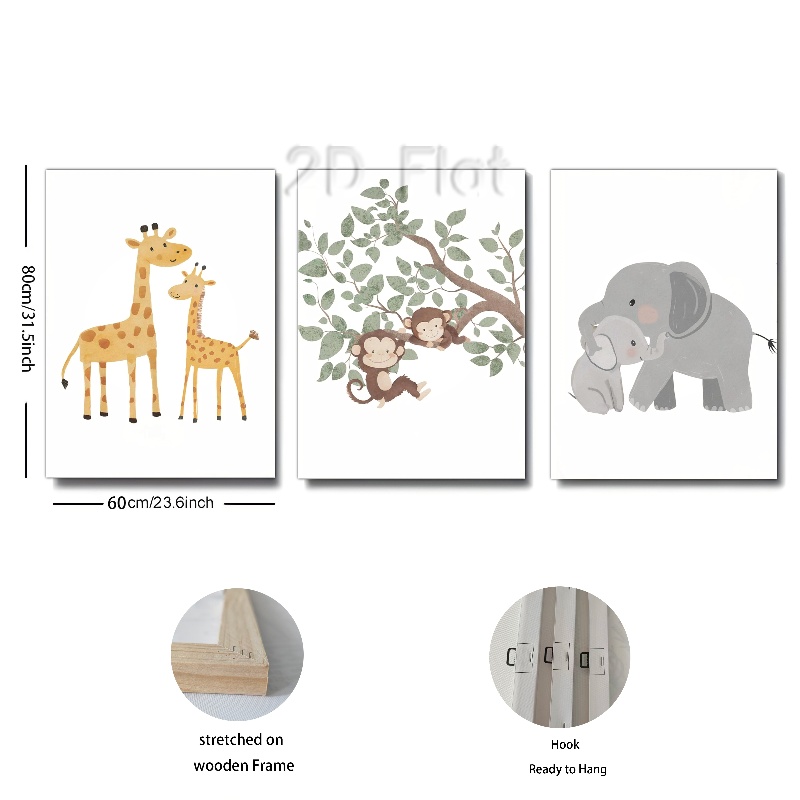 2D Flat
80cm/31.5inch
60cm/23.6inch
stretched on
wooden Frame
Hook
Ready to Hang